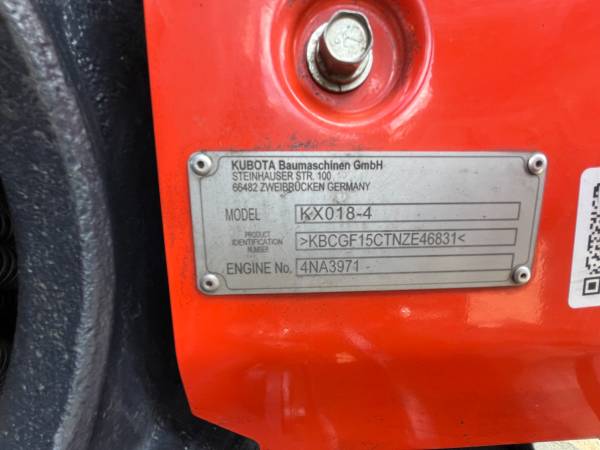 KUBOTA Baumaschinen GmbH
STEINHAUSER STR. 100
66482 ZWEIBRÜCKEN GERMANY
MODEL KX018-4
PRODUCT IDENTIFICATION NUMBER >KBCGF15CTNZE46831<
ENGINE No. 4NA3971